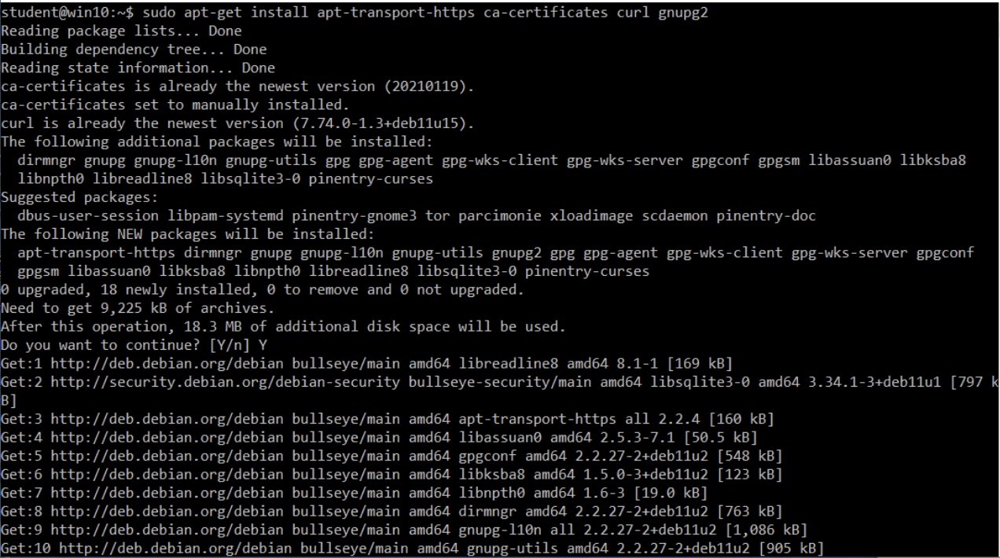 student@win10:~$ sudo apt-get install apt-transport-https ca-certificates curl gnupg2
Reading package lists... Done
Building dependency tree... Done
Reading state information... Done
ca-certificates is already the newest version (20210119).
ca-certificates set to manually installed.
curl is already the newest version (7.74.0-1.3+deb11u15).
The following additional packages will be installed:
  dirmngr gnupg gnupg-l10n gnupg-utils gpg gpg-agent gpg-wks-client gpg-wks-server gpgconf gpgsm libassuan0 libksba8
  libnpth0 libreadline8 libsqlite3-0 pinentry-curses
Suggested packages:
  dbus-user-session libpam-systemd pinentry-gnome3 tor parcimonie xloadimage scdaemon pinentry-doc
The following NEW packages will be installed:
  apt-transport-https dirmngr gnupg gnupg-l10n gnupg-utils gnupg2 gpg gpg-agent gpg-wks-client gpg-wks-server gpgconf
  gpgsm libassuan0 libksba8 libnpth0 libreadline8 libsqlite3-0 pinentry-curses
0 upgraded, 18 newly installed, 0 to remove and 0 not upgraded.
Need to get 9,225 kB of archives.
After this operation, 18.3 MB of additional disk space will be used.
Do you want to continue? [Y/n] Y
Get:1 http://deb.debian.org/debian bullseye/main amd64 libreadline8 amd64 8.1-1 [169 kB]
Get:2 http://security.debian.org/debian-security bullseye-security/main amd64 libsqlite3-0 amd64 3.34.1-3+deb11u1 [797 k
B]
Get:3 http://deb.debian.org/debian bullseye/main amd64 apt-transport-https all 2.2.4 [160 kB]
Get:4 http://deb.debian.org/debian bullseye/main amd64 libassuan0 amd64 2.5.3-7.1 [50.5 kB]
Get:5 http://deb.debian.org/debian bullseye/main amd64 gpgconf amd64 2.2.27-2+deb11u2 [548 kB]
Get:6 http://deb.debian.org/debian bullseye/main amd64 libksba8 amd64 1.5.0-3+deb11u2 [123 kB]
Get:7 http://deb.debian.org/debian bullseye/main amd64 libnpth0 amd64 1.6-3 [19.0 kB]
Get:8 http://deb.debian.org/debian bullseye/main amd64 dirmngr amd64 2.2.27-2+deb11u2 [763 kB]
Get:9 http://deb.debian.org/debian bullseye/main amd64 gnupg-l10n all 2.2.27-2+deb11u2 [1,086 kB]
Get:10 http://deb.debian.org/debian bullseye/main amd64 gnupg-utils amd64 2.2.27-2+deb11u2 [905 kB]